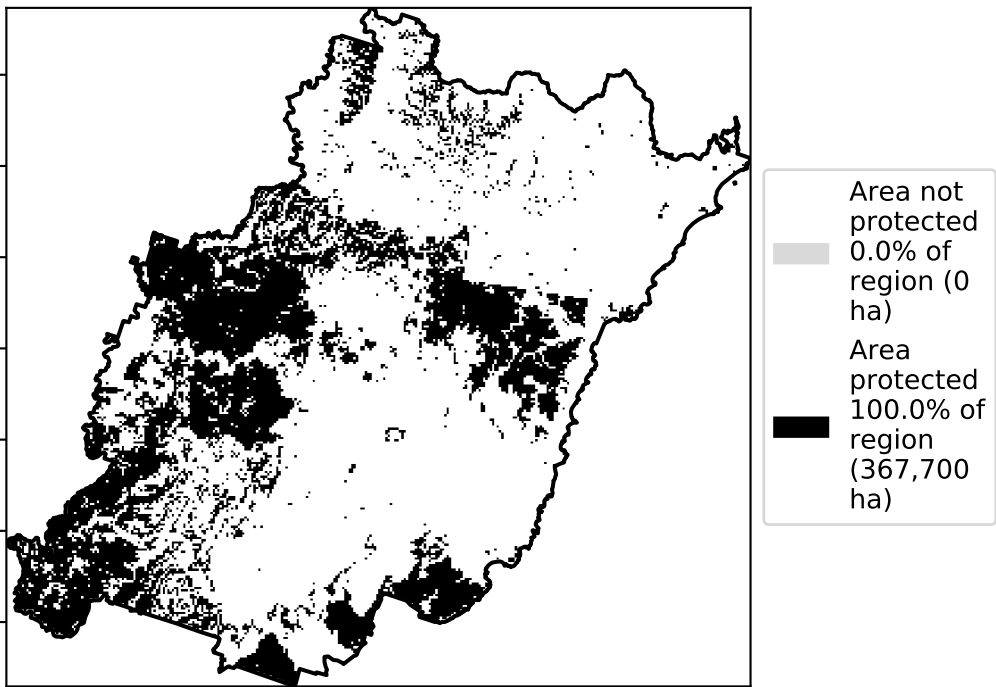 Area not
protected
0.0% of
region (0
ha)
Area
protected
100.0% of
region
(367,700
ha)